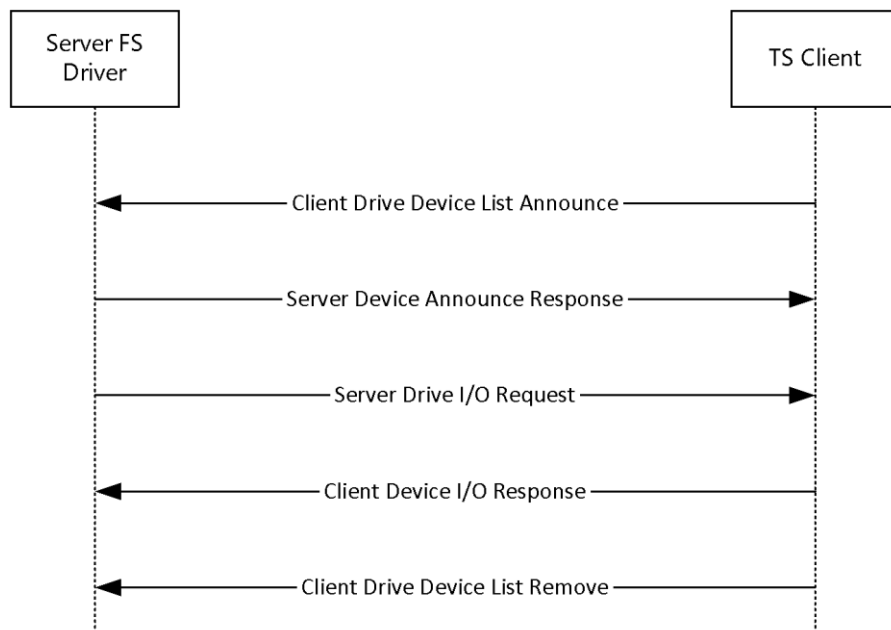 Server FS
Driver
TS Client
Client Drive Device List Announce
Server Device Announce Response
Server Drive I/O Request
Client Device I/O Response
Client Drive Device List Remove